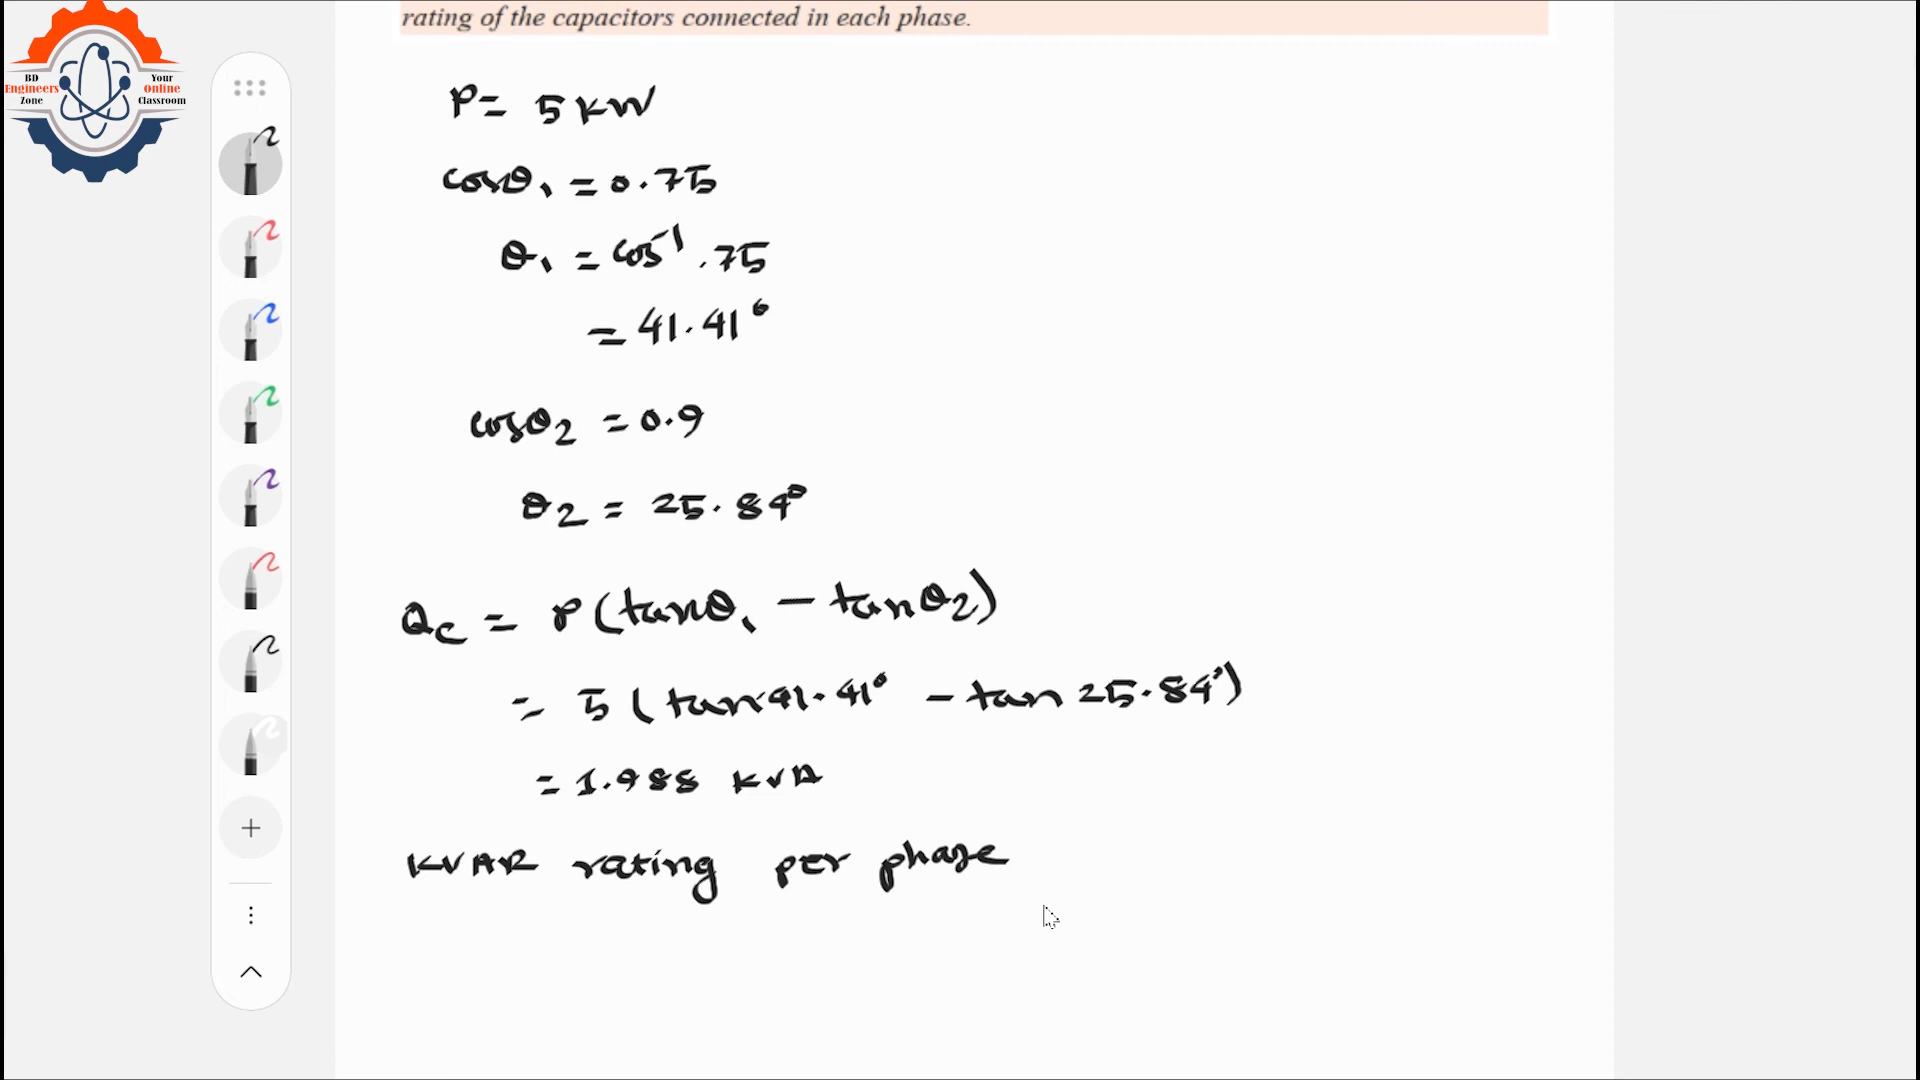 rating of the capacitors connected in each phase.
BD Engineers Zone
Your Online Classroom
P = 5 KW
cosθ₁ = 0.75
θ₁ = cos⁻¹ .75
= 41.41°
cosθ₂ = 0.9
θ₂ = 25.84°
Qc = P (tanθ₁ - tanθ₂)
= 5 ( tan 41.41° - tan 25.84°)
= 1.988 KVA
KVAR rating per phase